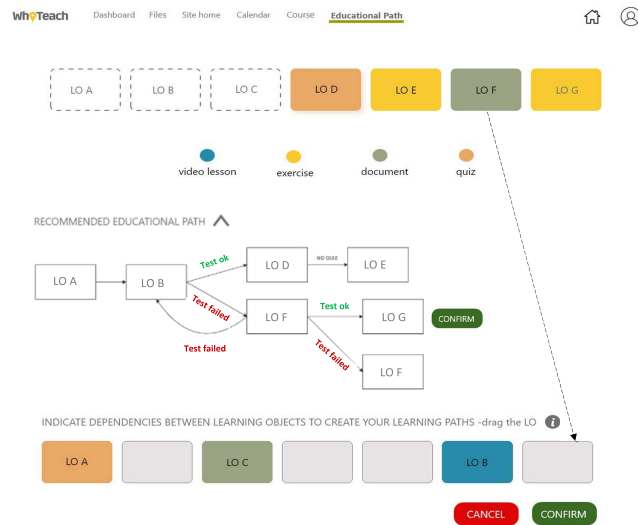 WhoTeach Dashboard Files Site home Calendar Course Educational Path
LO A LO B LO C LO D LO E LO F LO G
video lesson exercise document quiz
RECOMMENDED EDUCATIONAL PATH
Test ok
LO D NO QUIZ LO E
LO A LO B
Test failed
LO F Test ok LO G CONFIRM
Test failed
Test failed
LO F
INDICATE DEPENDENCIES BETWEEN LEARNING OBJECTS TO CREATE YOUR LEARNING PATHS -drag the LO i
LO A LO C LO B
CANCEL CONFIRM